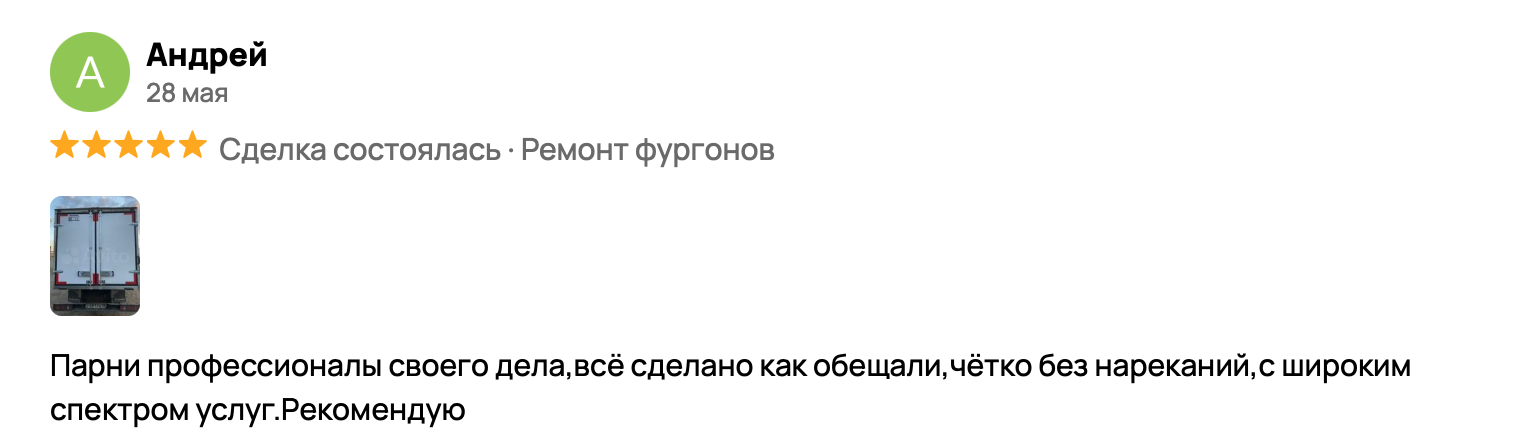 А
Андрей
28 мая
Сделка состоялась · Ремонт фургонов
Парни профессионалы своего дела,всё сделано как обещали,чётко без нареканий,с широким
спектром услуг.Рекомендую